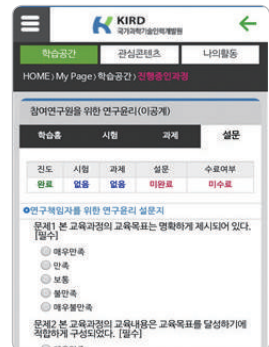 KIRD
국가과학기술인력개발원
학습공간 관심콘텐츠 나의활동
HOME>My Page>학습공간>진행중인과정
참여연구원을 위한 연구윤리(이공계)
학습홈 시험 과제 설문
진도 시험 과제 설문 수료여부
완료 없음 없음 미완료 미수료
연구책임자를 위한 연구윤리 설문지
문제1 본 교육과정의 교육목표는 명확하게 제시되어 있다.
[필수]
매우만족
만족
보통
불만족
매우불만족
문제2 본 교육과정의 교육내용은 교육목표를 달성하기에
적합하게 구성되었다. [필수]